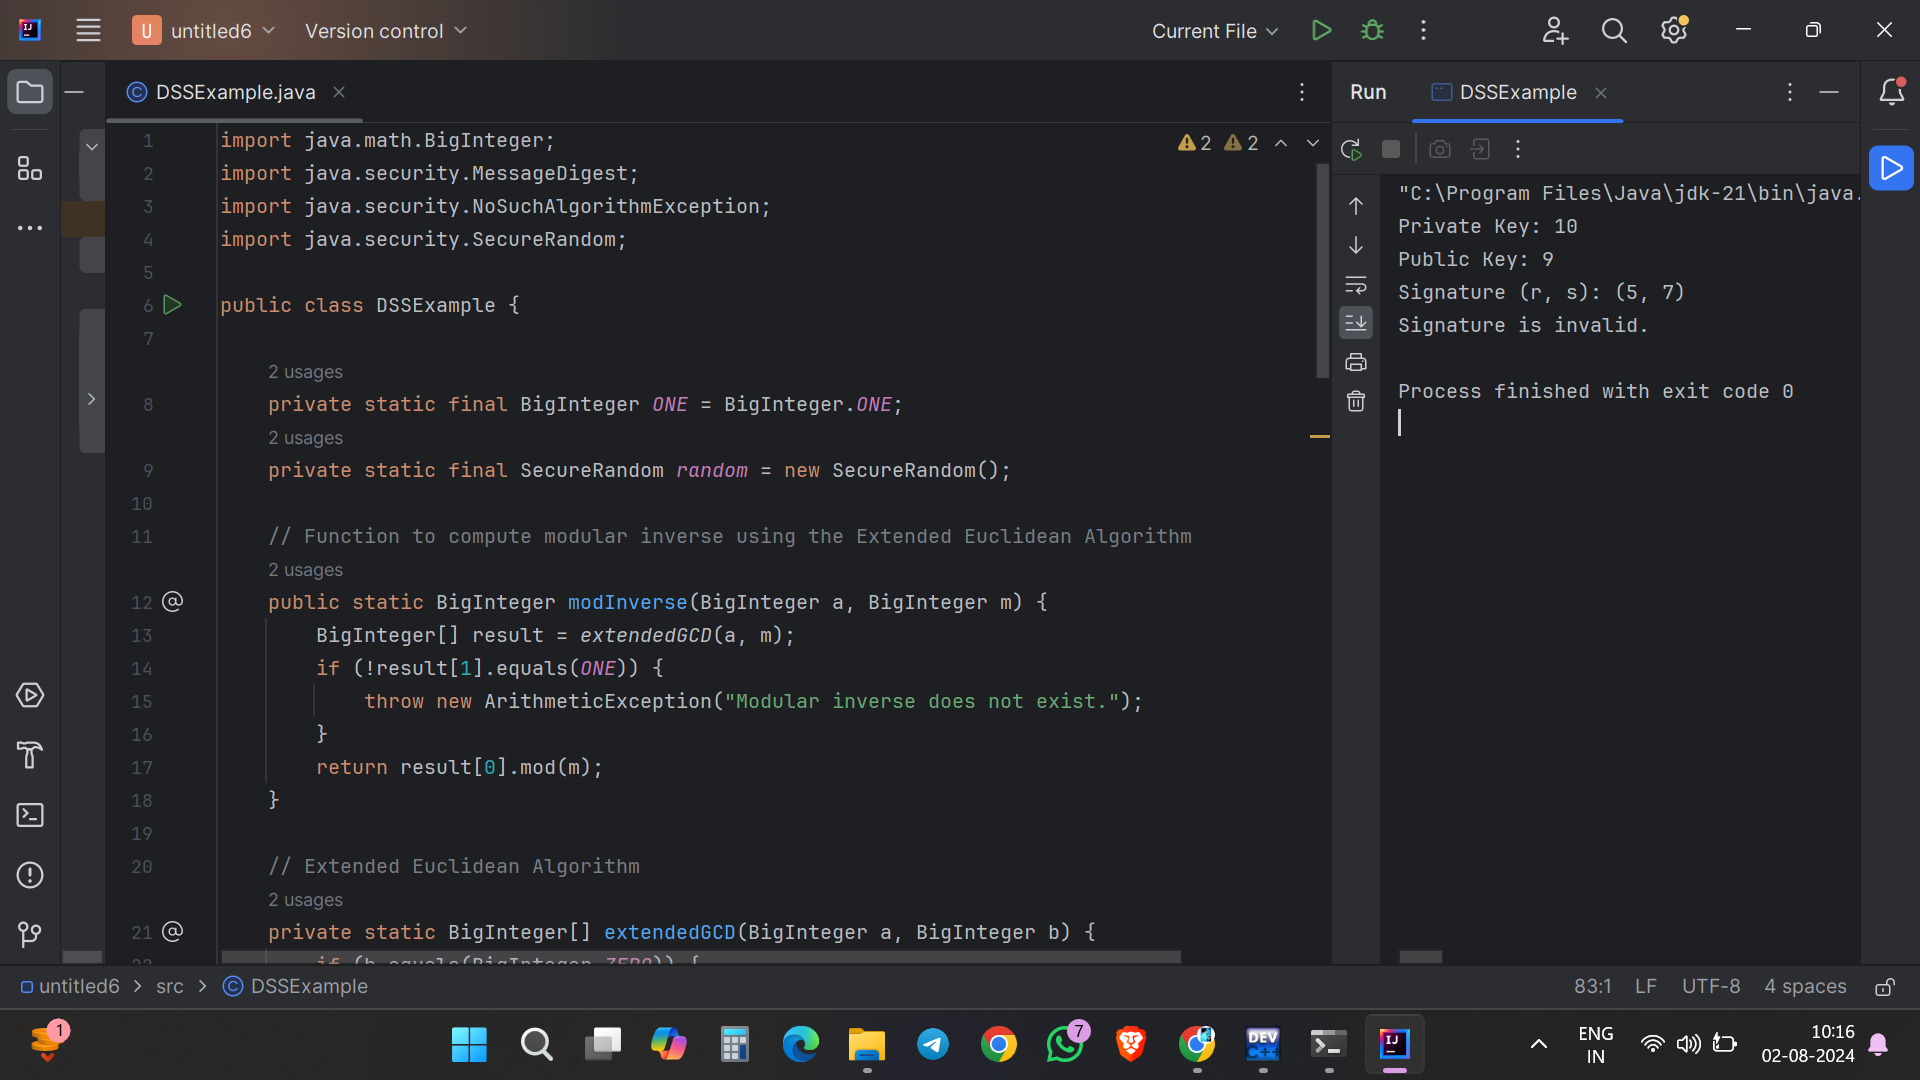 U untitled6 Version control Current File
DSSExample.java
2 2
1 import java.math.BigInteger;
2 import java.security.MessageDigest;
3 import java.security.NoSuchAlgorithmException;
4 import java.security.SecureRandom;
5
6 public class DSSExample {
7
2 usages
8 private static final BigInteger ONE = BigInteger.ONE;
2 usages
9 private static final SecureRandom random = new SecureRandom();
10
11 // Function to compute modular inverse using the Extended Euclidean Algorithm
2 usages
12 @ public static BigInteger modInverse(BigInteger a, BigInteger m) {
13 BigInteger[] result = extendedGCD(a, m);
14 if (!result[1].equals(ONE)) {
15 throw new ArithmeticException("Modular inverse does not exist.");
16 }
17 return result[0].mod(m);
18 }
19
20 // Extended Euclidean Algorithm
2 usages
21 @ private static BigInteger[] extendedGCD(BigInteger a, BigInteger b) {
22 if (b.equals(BigInteger.ZERO)) {
Run DSSExample
"C:\Program Files\Java\jdk-21\bin\java.
Private Key: 10
Public Key: 9
Signature (r, s): (5, 7)
Signature is invalid.
Process finished with exit code 0
untitled6 > src > DSSExample
83:1 LF UTF-8 4 spaces
1
7
DEV
C++
IJ
ENG
IN
10:16
02-08-2024